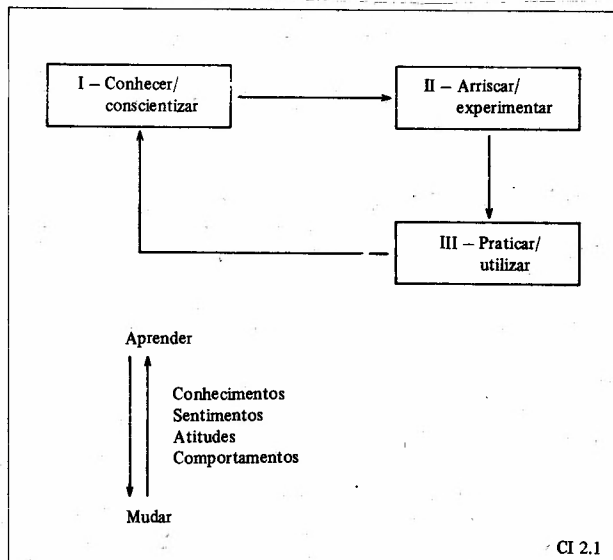 I – Conhecer/
conscientizar
II – Arriscar/
experimentar
III – Praticar/
utilizar
Aprender
Conhecimentos
Sentimentos
Atitudes
Comportamentos
Mudar
CI 2.1